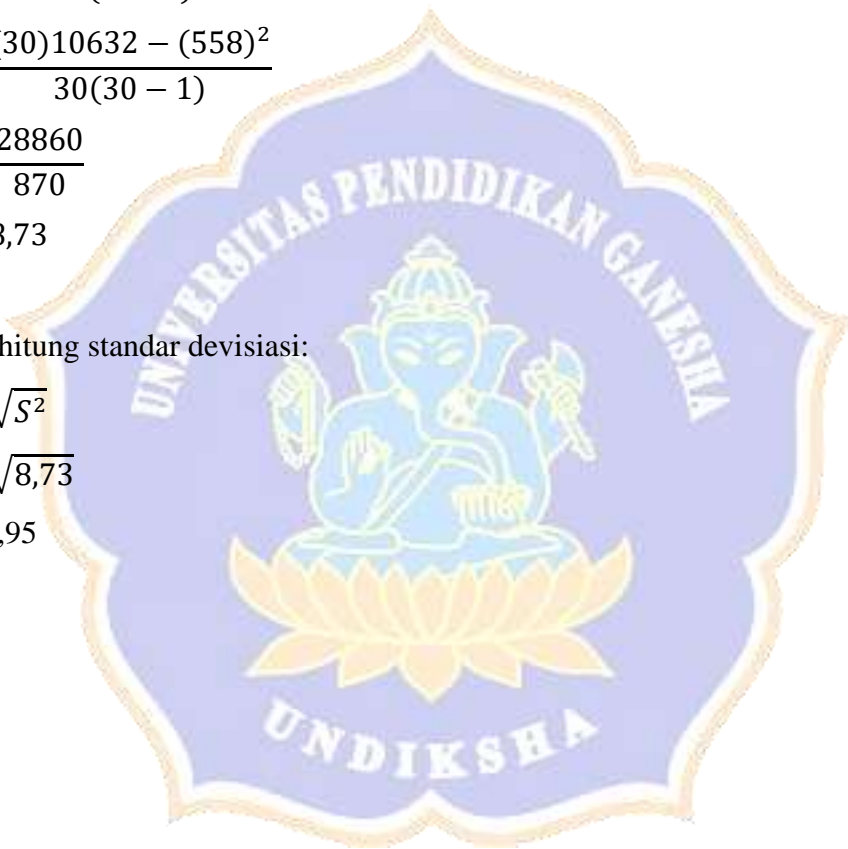 (30)10632 − (558)²
30(30 − 1)
28860
870
8,73
hitung standar devisiasi:
√S²
√8,73
,95
UNIVERSITAS PENDIDIKAN GANESHA
UNDIKSHA